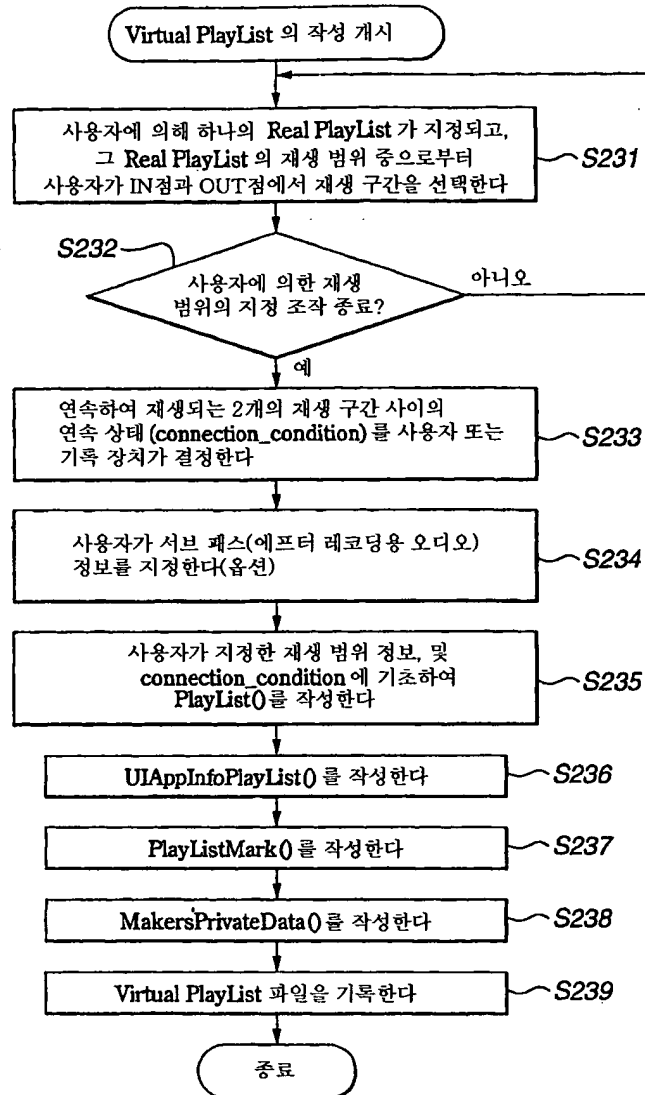 Virtual PlayList 의 작성 개시
사용자에 의해 하나의 Real PlayList 가 지정되고,
그 Real PlayList 의 재생 범위 중으로부터
사용자가 IN점과 OUT점에서 재생 구간을 선택한다
S231
S232
사용자에 의한 재생
범위의 지정 조작 종료?
아니오
예
연속하여 재생되는 2개의 재생 구간 사이의
연속 상태 (connection_condition) 를 사용자 또는
기록 장치가 결정한다
S233
사용자가 서브 패스(에프터 레코딩용 오디오)
정보를 지정한다(옵션)
S234
사용자가 지정한 재생 범위 정보, 및
connection_condition 에 기초하여
PlayList()를 작성한다
S235
UIAppInfoPlayList() 를 작성한다
S236
PlayListMark() 를 작성한다
S237
MakersPrivateData() 를 작성한다
S238
Virtual PlayList 파일을 기록한다
S239
종료